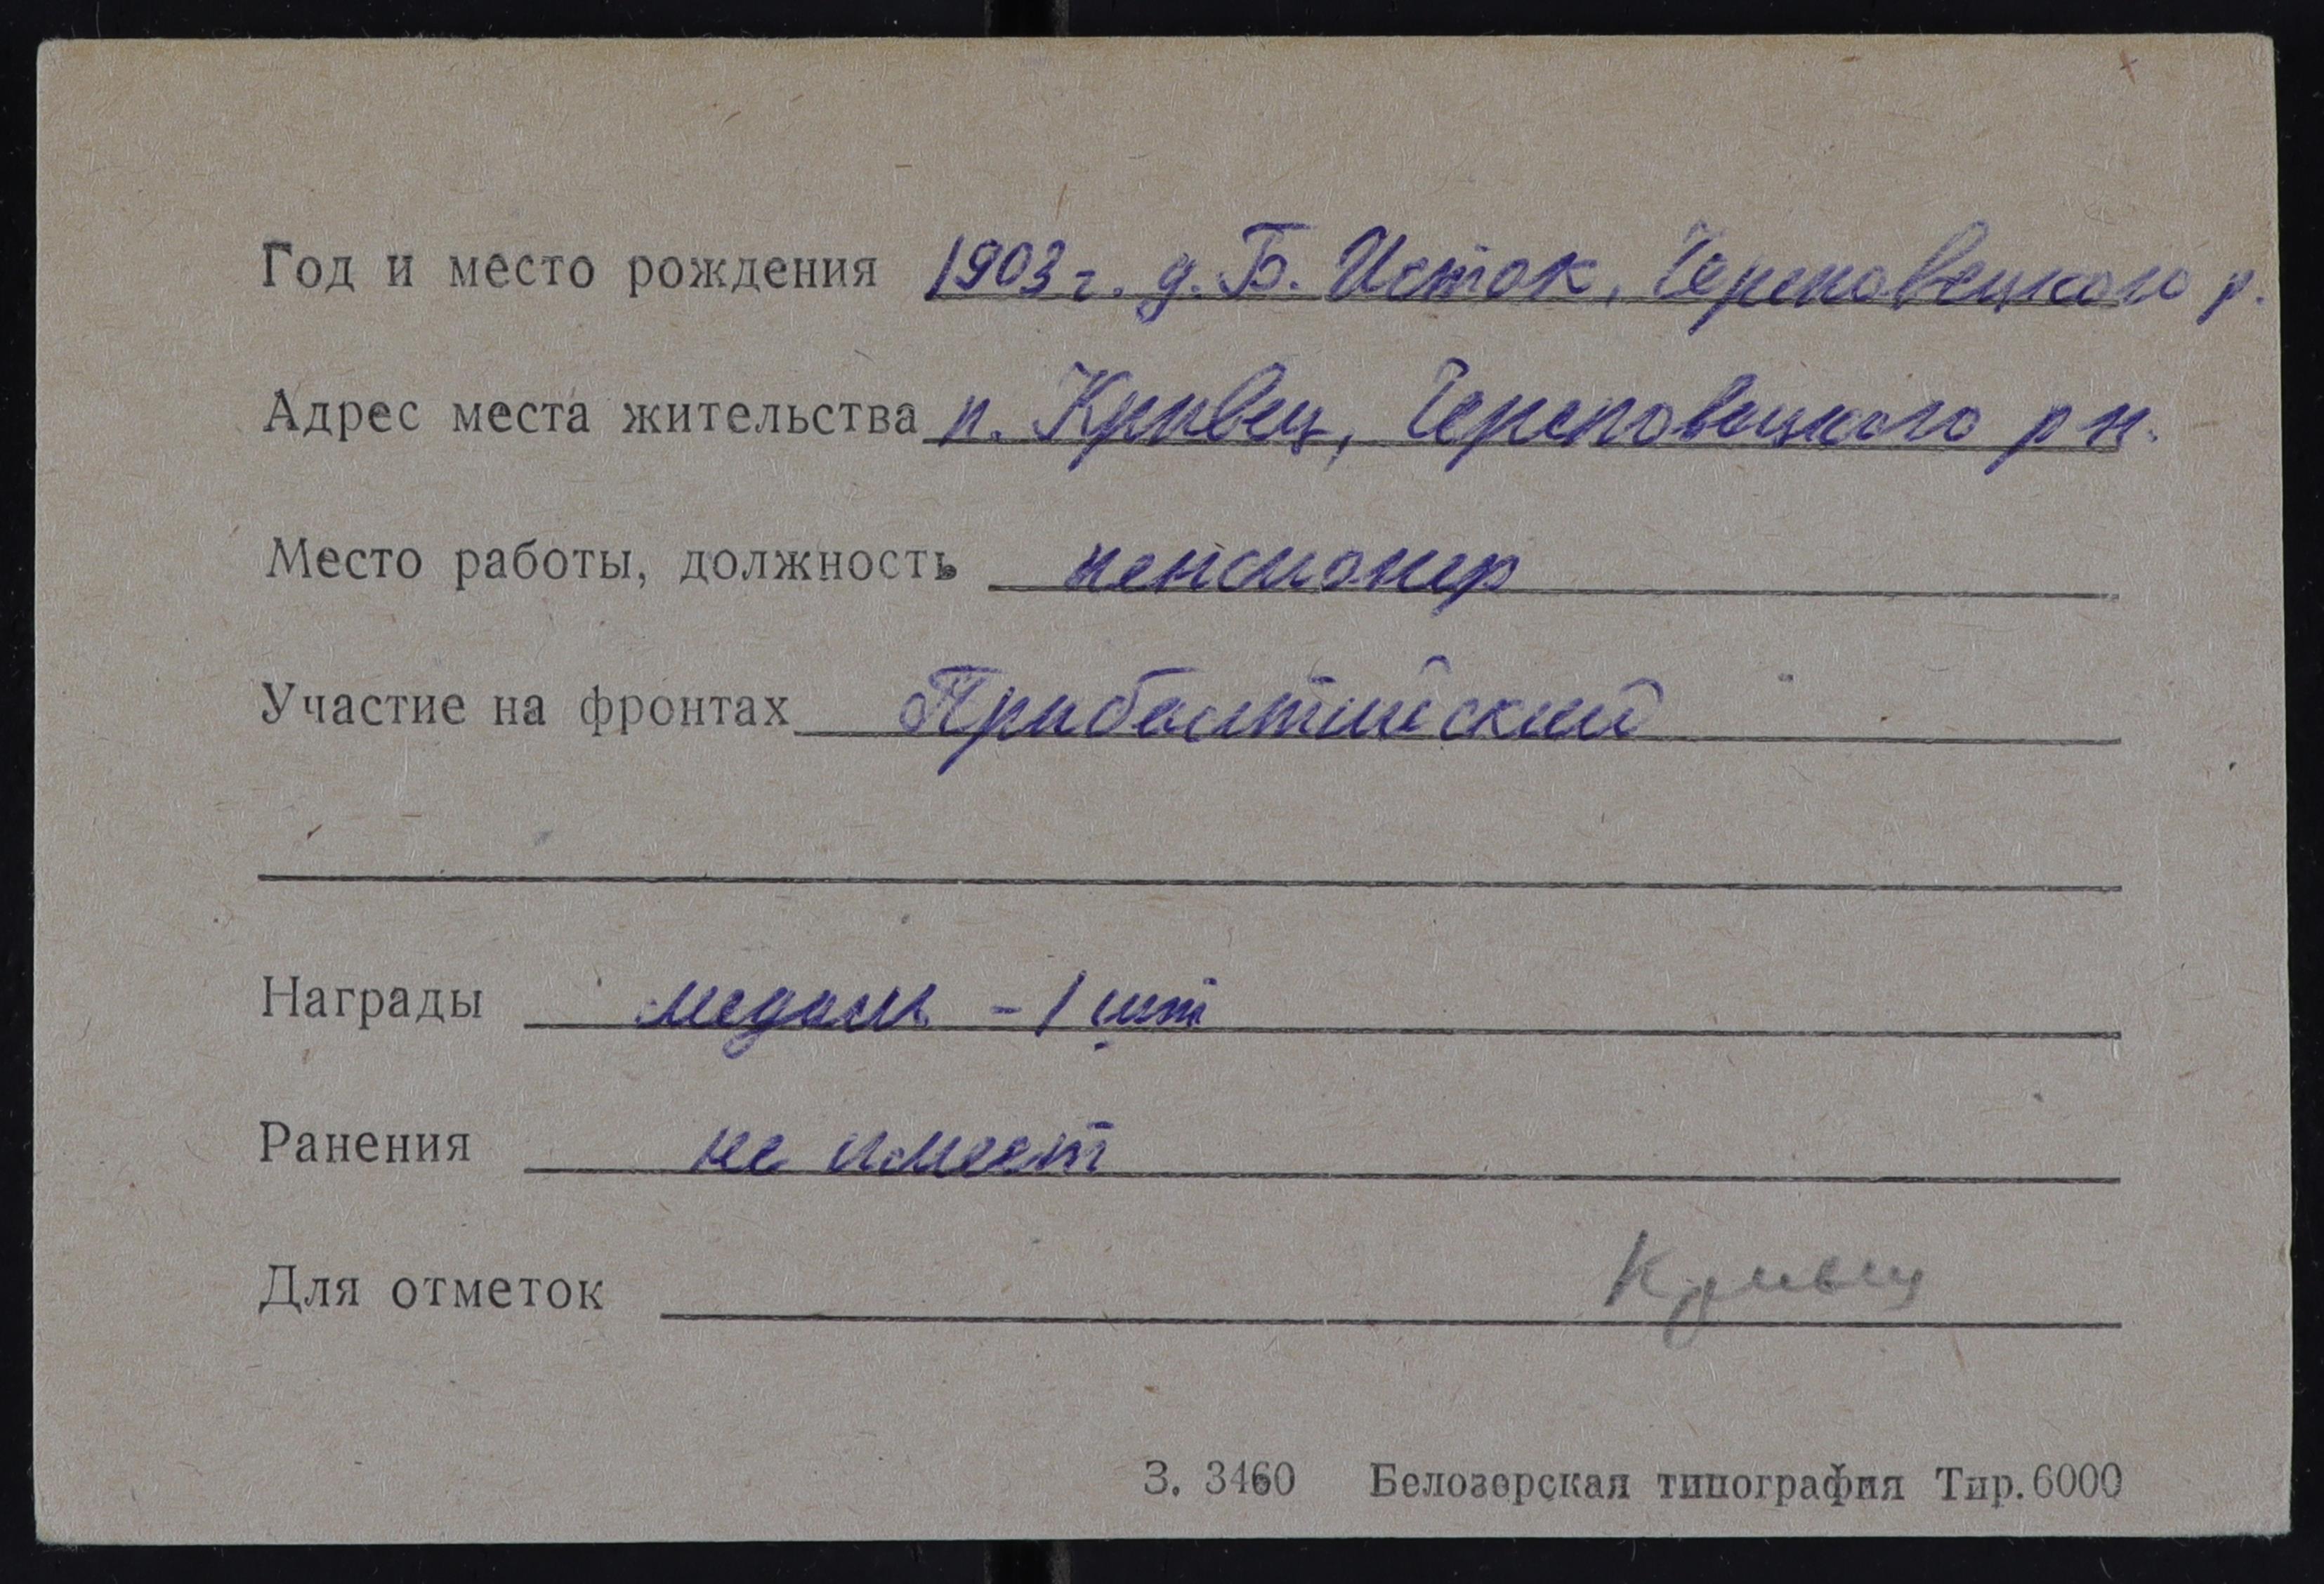 Год и место рождения 1903 г. д. Б. Исток, Череповецкого р.
Адрес места жительства п. Кривец, Череповецкого р н.
Место работы, должность пенсионер
Участие на фронтах Прибалтийский
Награды медаль - 1 шт
Ранения не имеет
Для отметок Кривец
З. 3460 Белозерская типография Тир. 6000